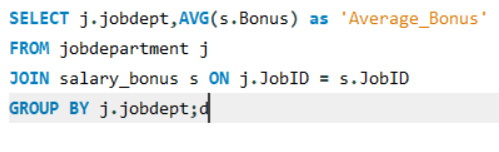 SELECT j.jobdept,AVG(s.Bonus) as 'Average_Bonus'
FROM jobdepartment j
JOIN salary_bonus s ON j.JobID = s.JobID
GROUP BY j.jobdept;d